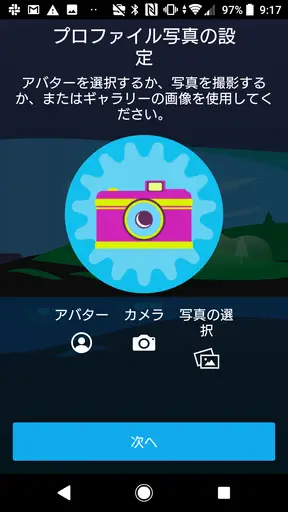 97% 9:17
プロファイル写真の設
定
アバターを選択するか、写真を撮影する
か、またはギャラリーの画像を使用してく
ださい。
アバター カメラ 写真の選
択
次へ